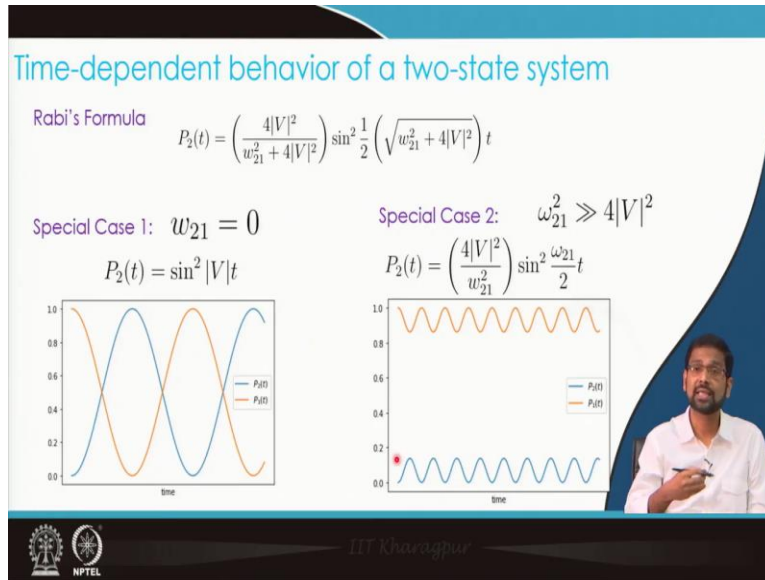 Time-dependent behavior of a two-state system
Rabi's Formula
P₂(t) = (4|V|² / (w₂₁² + 4|V|²)) sin² 1/2 (√(w₂₁² + 4|V|²)) t
Special Case 1: w₂₁ = 0
P₂(t) = sin² |V|t
1.0
0.8
0.6
0.4
0.2
0.0
P₂(t)
P₁(t)
time
Special Case 2: ω₂₁² ≫ 4|V|²
P₂(t) = (4|V|² / w₂₁²) sin² ω₂₁/2 t
1.0
0.8
0.6
0.4
0.2
0.0
P₂(t)
P₁(t)
time
NPTEL
IIT Kharagpur